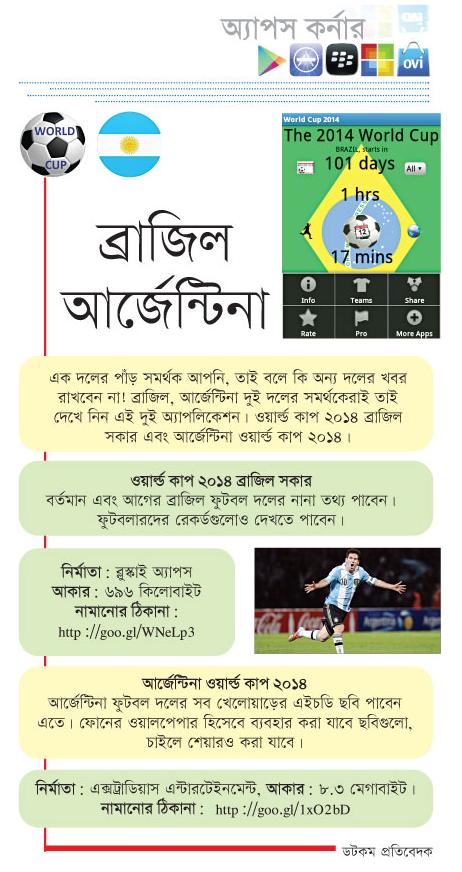 অ্যাপস কর্নার
ovi
WORLD
CUP
World Cup 2014
The 2014 World Cup
BRAZIL, starts in
101 days
All
1 hrs
12
17 mins
Info
Teams
Share
Rate
Pro
More Apps
ব্রাজিল
আর্জেন্টিনা
এক দলের পাঁড় সমর্থক আপনি, তাই বলে কি অন্য দলের খবর
রাখবেন না! ব্রাজিল, আর্জেন্টিনা দুই দলের সমর্থকেরাই তাই
দেখে নিন এই দুই অ্যাপলিকেশন। ওয়ার্ল্ড কাপ ২০১৪ ব্রাজিল
সকার এবং আর্জেন্টিনা ওয়ার্ল্ড কাপ ২০১৪।
ওয়ার্ল্ড কাপ ২০১৪ ব্রাজিল সকার
বর্তমান এবং আগের ব্রাজিল ফুটবল দলের নানা তথ্য পাবেন।
ফুটবলারদের রেকর্ডগুলোও দেখতে পাবেন।
নির্মাতা : ব্লুস্কাই অ্যাপস
আকার : ৬৯৬ কিলোবাইট
নামানোর ঠিকানা :
http ://goo.gl/WNeLp3
আর্জেন্টিনা ওয়ার্ল্ড কাপ ২০১৪
আর্জেন্টিনা ফুটবল দলের সব খেলোয়াড়ের এইচডি ছবি পাবেন
এতে। ফোনের ওয়ালপেপার হিসেবে ব্যবহার করা যাবে ছবিগুলো,
চাইলে শেয়ারও করা যাবে।
নির্মাতা : এক্সট্রাডিয়াস এন্টারটেইনমেন্ট, আকার : ৮.৩ মেগাবাইট।
নামানোর ঠিকানা : http ://goo.gl/1xO2bD
ডটকম প্রতিবেদক